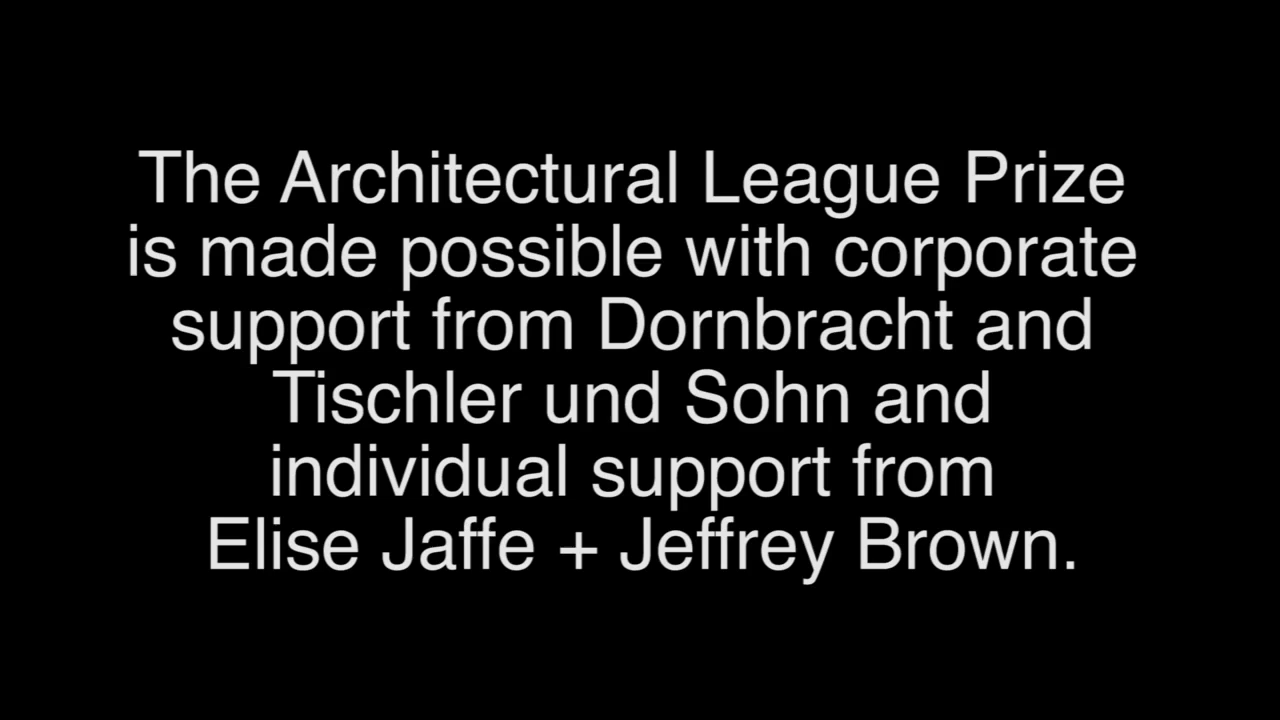 The Architectural League Prize
is made possible with corporate
support from Dornbracht and
Tischler und Sohn and
individual support from
Elise Jaffe + Jeffrey Brown.